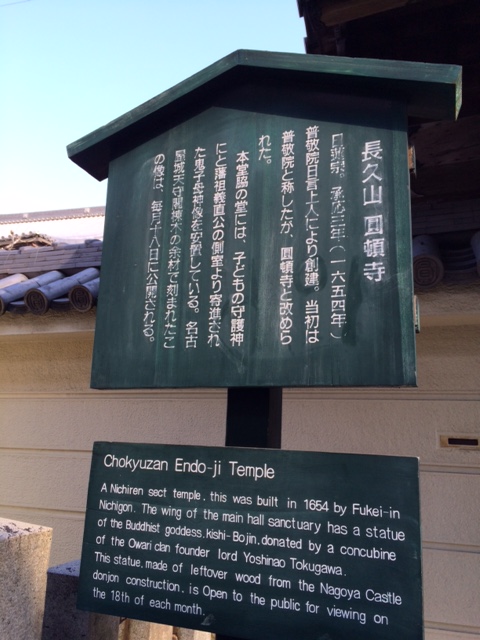 長久山 圓頓寺
日蓮宗。承応三年(一六五四年)
普敬院日言上人により創建。当初は
普敬院と称したが、圓頓寺と改めら
れた。
本堂脇の堂には、子どもの守護神
にと藩祖義直公の側室より寄進され
た鬼子母神像を安置している。名古
屋城天守閣棟木の余材で刻まれたこ
の像は、毎月十八日に公開される。
Chokyuzan Endo-ji Temple
A Nichiren sect temple, this was built in 1654 by Fukei-in
Nichigon. The wing of the main hall sanctuary has a statue
of the Buddhist goddess, kishi-Bojin, donated by a concubine
of the Owari clan founder lord Yoshinao Tokugawa.
This statue, made of leftover wood from the Nagoya Castle
donjon construction, is Open to the public for viewing on
the 18th of each month.